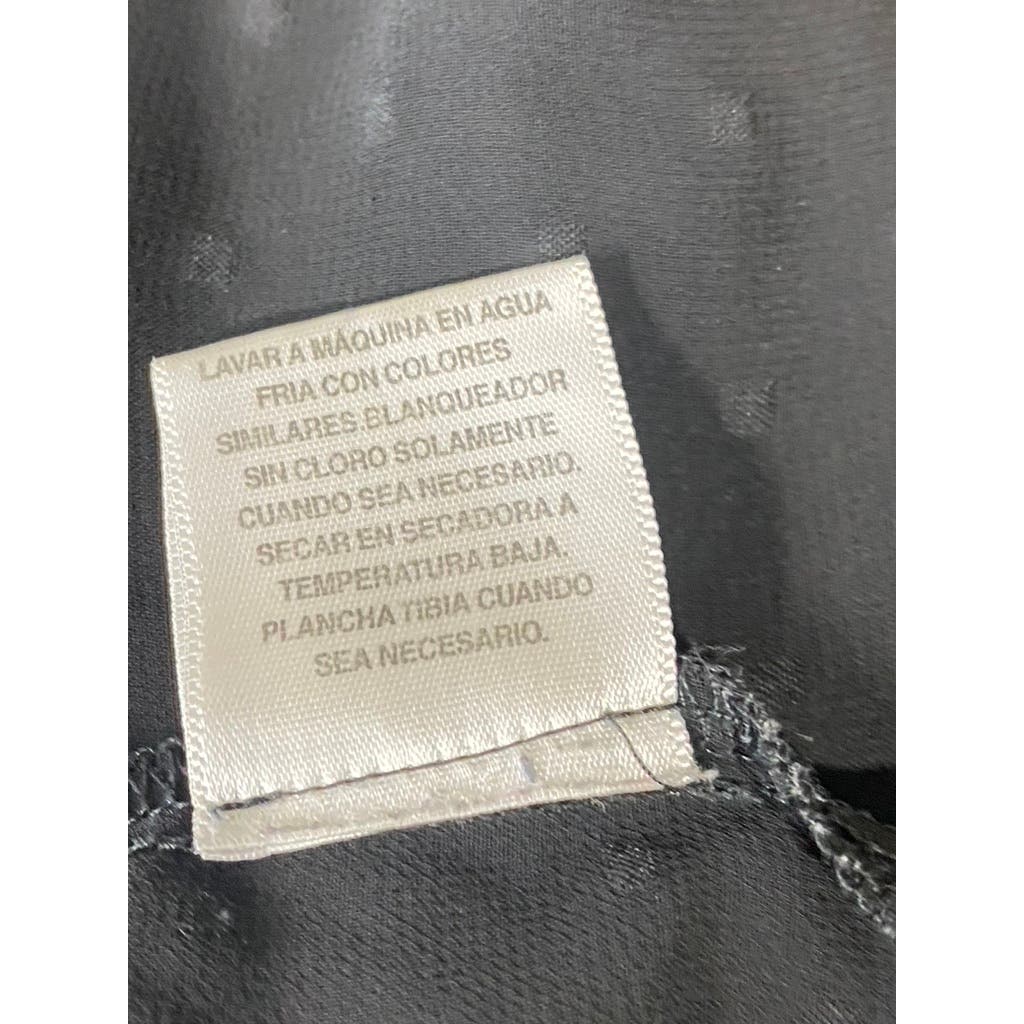 LAVAR A MÁQUINA EN AGUA
FRIA CON COLORES
SIMILARES BLANQUEADOR
SIN CLORO SOLAMENTE
CUANDO SEA NECESARIO.
SECAR EN SECADORA A
TEMPERATURA BAJA.
PLANCHA TIBIA CUANDO
SEA NECESARIO.